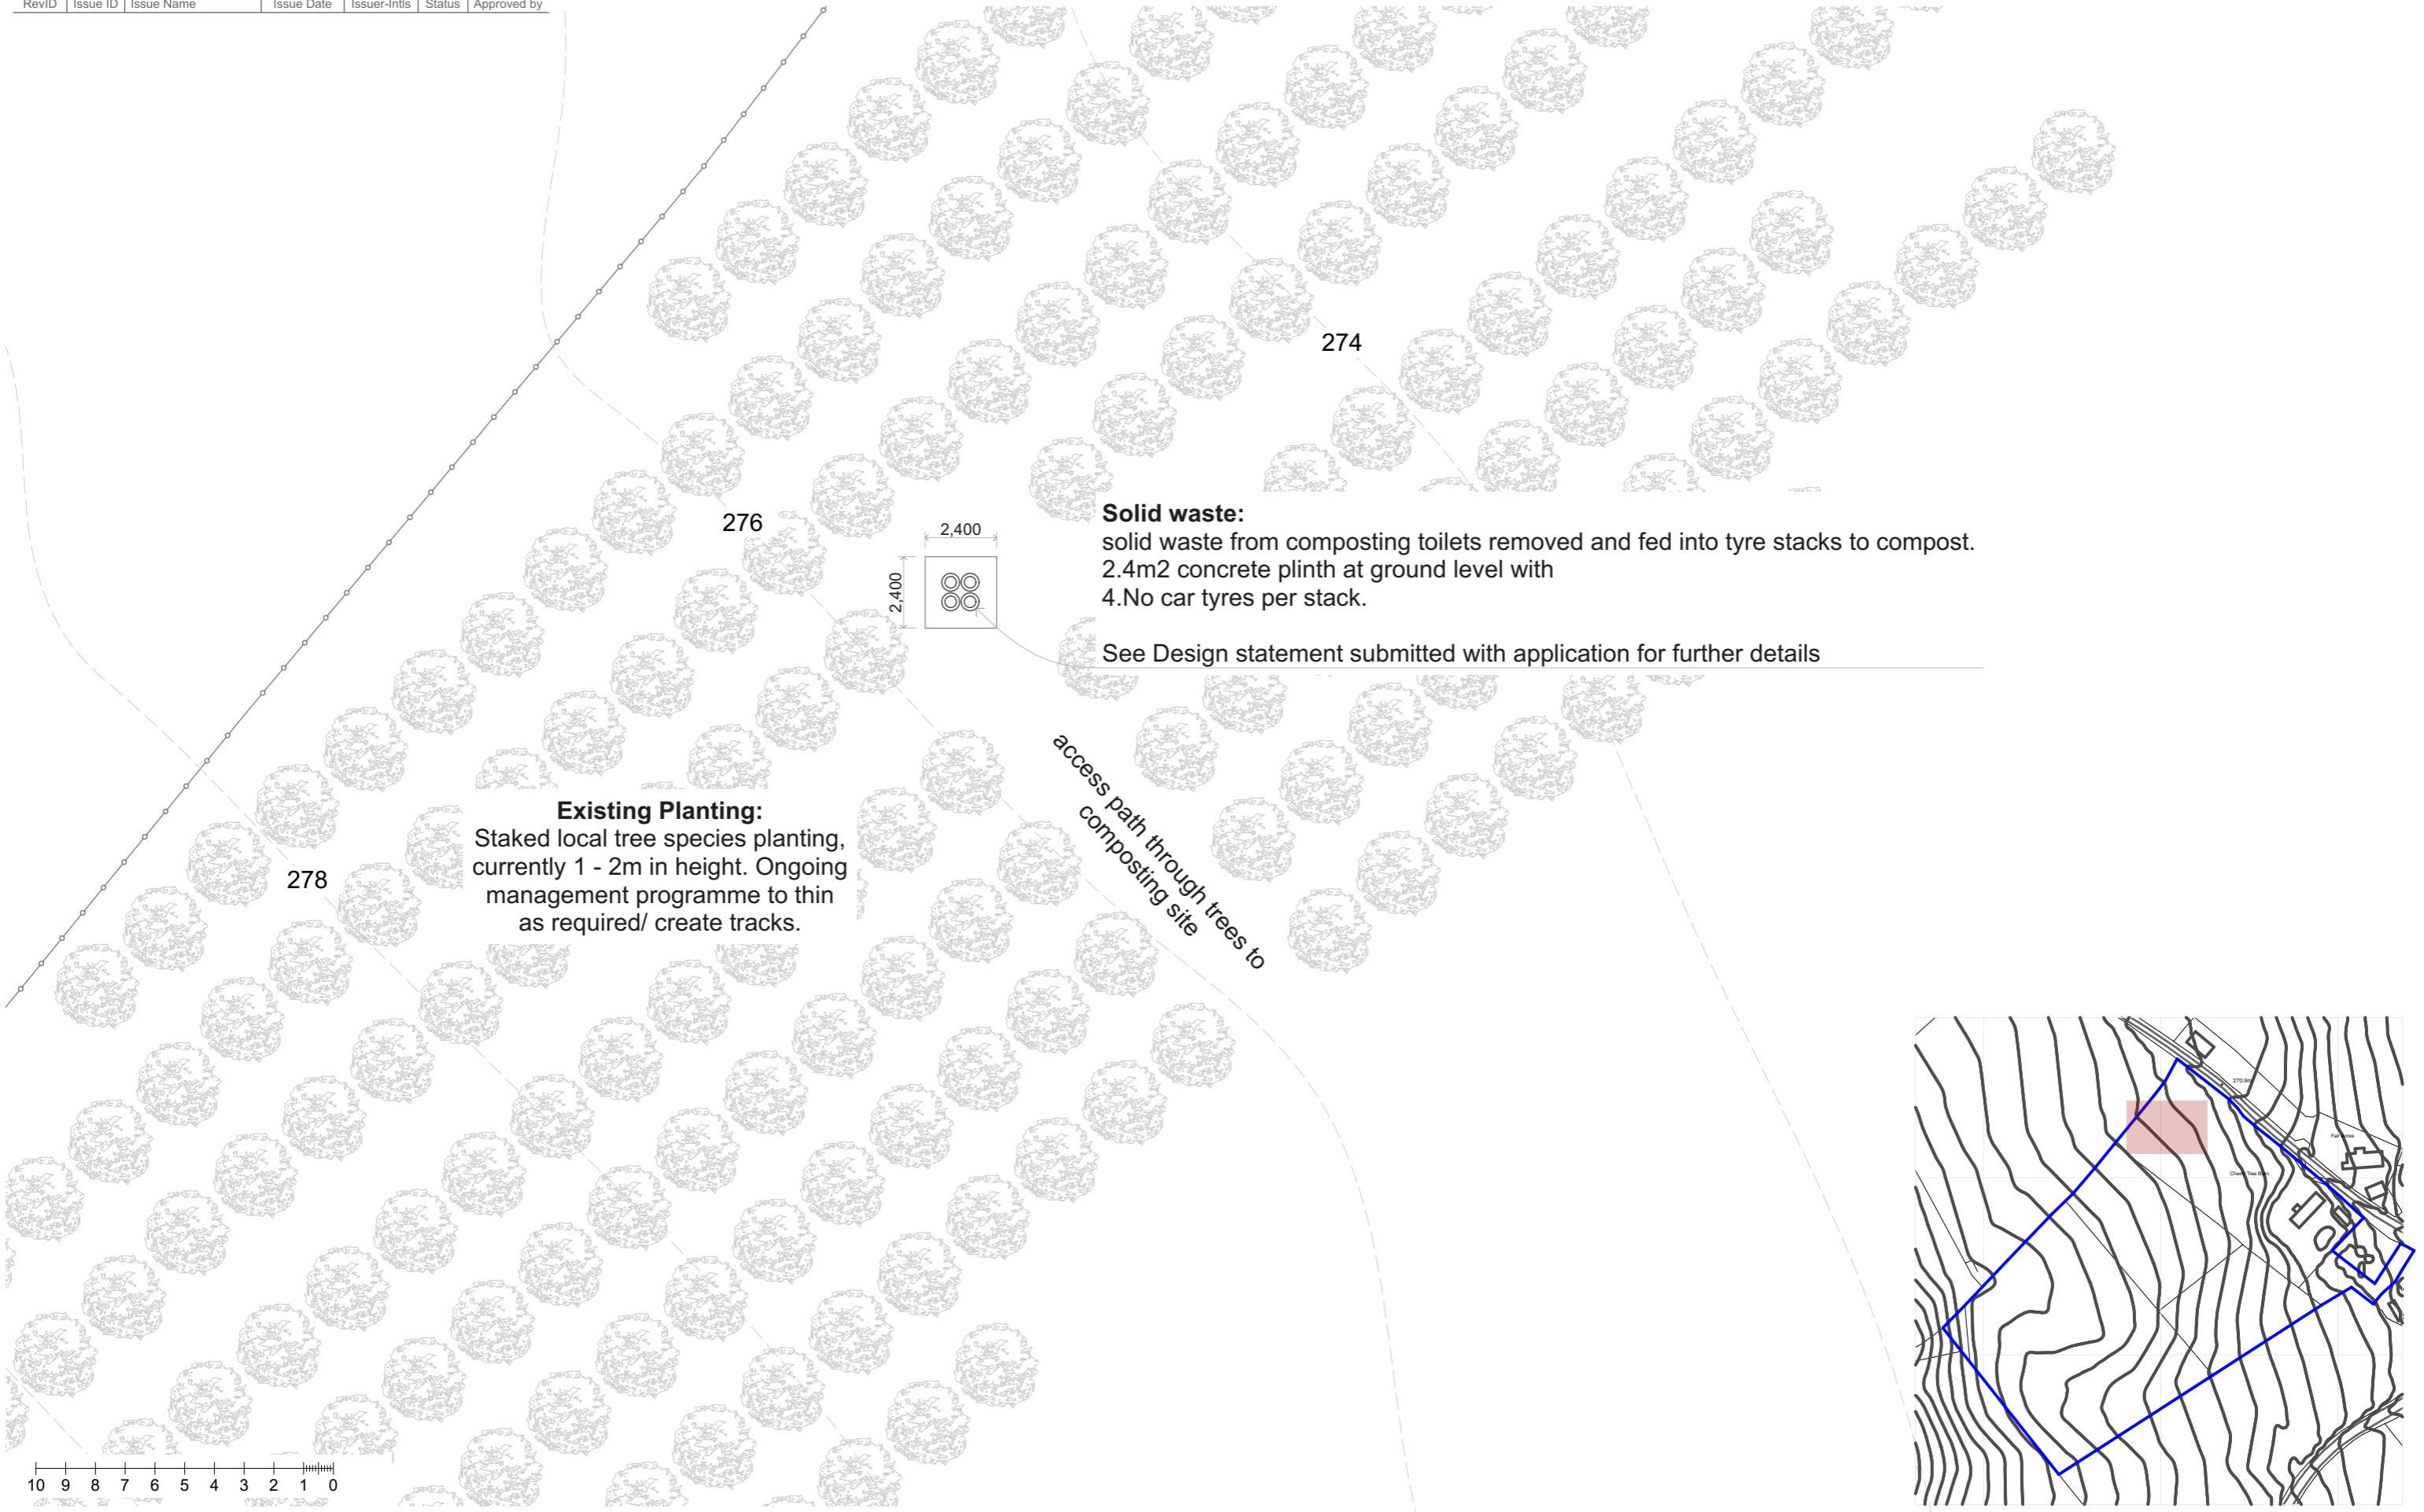 RevID Issue ID Issue Name Issue Date Issuer-Intls Status Approved by
274
276
2,400
2,400
Solid waste:
solid waste from composting toilets removed and fed into tyre stacks to compost.
2.4m2 concrete plinth at ground level with
4.No car tyres per stack.
See Design statement submitted with application for further details
access path through trees to
composting site
Existing Planting:
Staked local tree species planting,
currently 1 - 2m in height. Ongoing
management programme to thin
as required/ create tracks.
278
270.9m
10 9 8 7 6 5 4 3 2 1 0